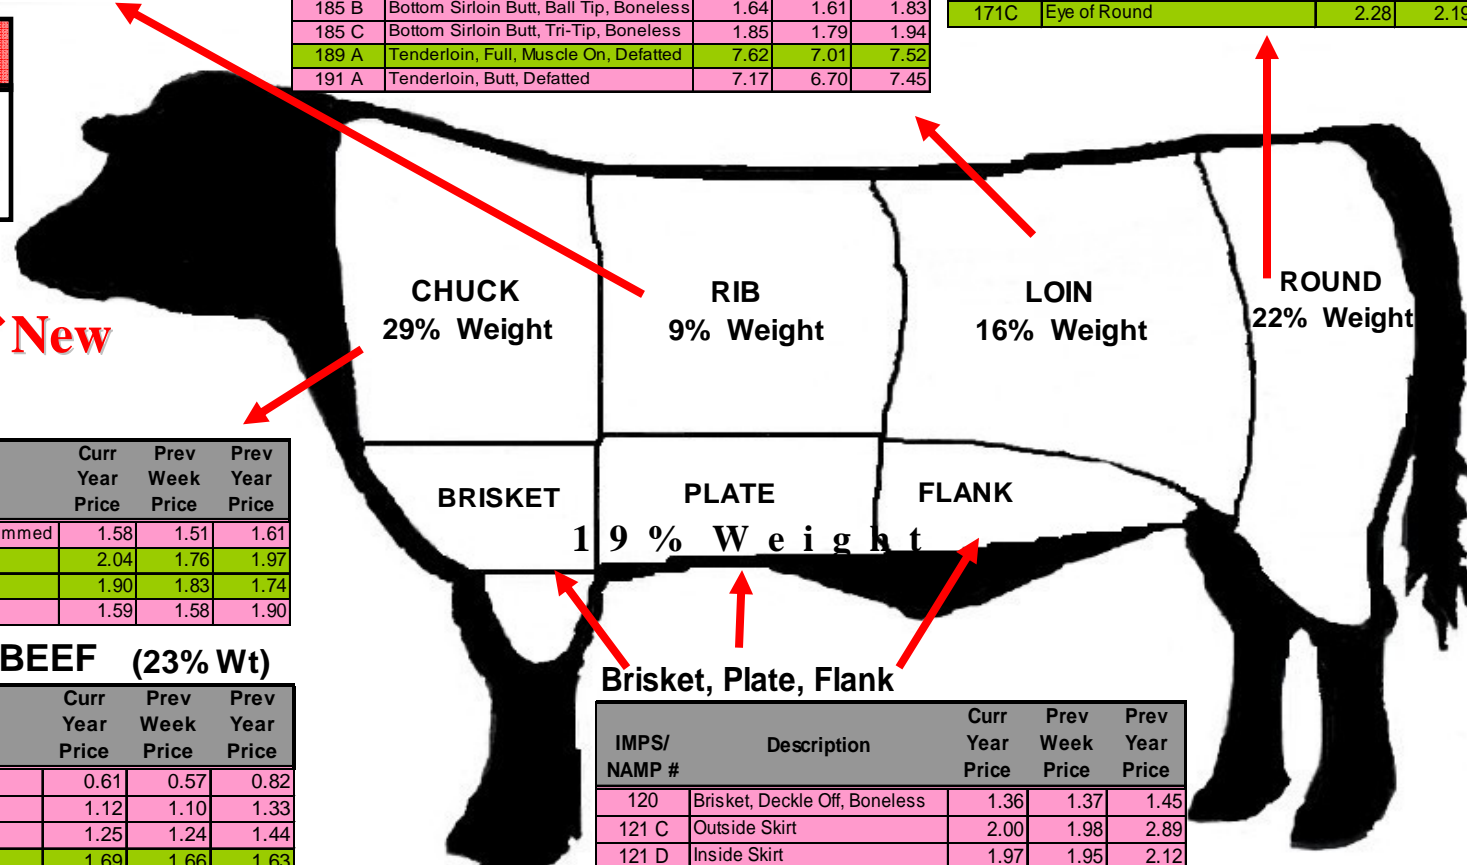 185 B Bottom Sirloin Butt, Ball Tip, Boneless 1.64 1.61 1.83
185 C Bottom Sirloin Butt, Tri-Tip, Boneless 1.85 1.79 1.94
189 A Tenderloin, Full, Muscle On, Defatted 7.62 7.01 7.52
191 A Tenderloin, Butt, Defatted 7.17 6.70 7.45
171C Eye of Round 2.28 2.19
CHUCK
29% Weight
RIB
9% Weight
LOIN
16% Weight
ROUND
22% Weight
New
Curr Prev Prev
Year Week Year
Price Price Price
mmed 1.58 1.51 1.61
2.04 1.76 1.97
1.90 1.83 1.74
1.59 1.58 1.90
BRISKET
PLATE
FLANK
19% Weight
BEEF (23% Wt)
Curr Prev Prev
Year Week Year
Price Price Price
0.61 0.57 0.82
1.12 1.10 1.33
1.25 1.24 1.44
1.69 1.66 1.63
Brisket, Plate, Flank
Curr Prev Prev
IMPS/ Description Year Week Year
NAMP # Price Price Price
120 Brisket, Deckle Off, Boneless 1.36 1.37 1.45
121 C Outside Skirt 2.00 1.98 2.89
121 D Inside Skirt 1.97 1.95 2.12